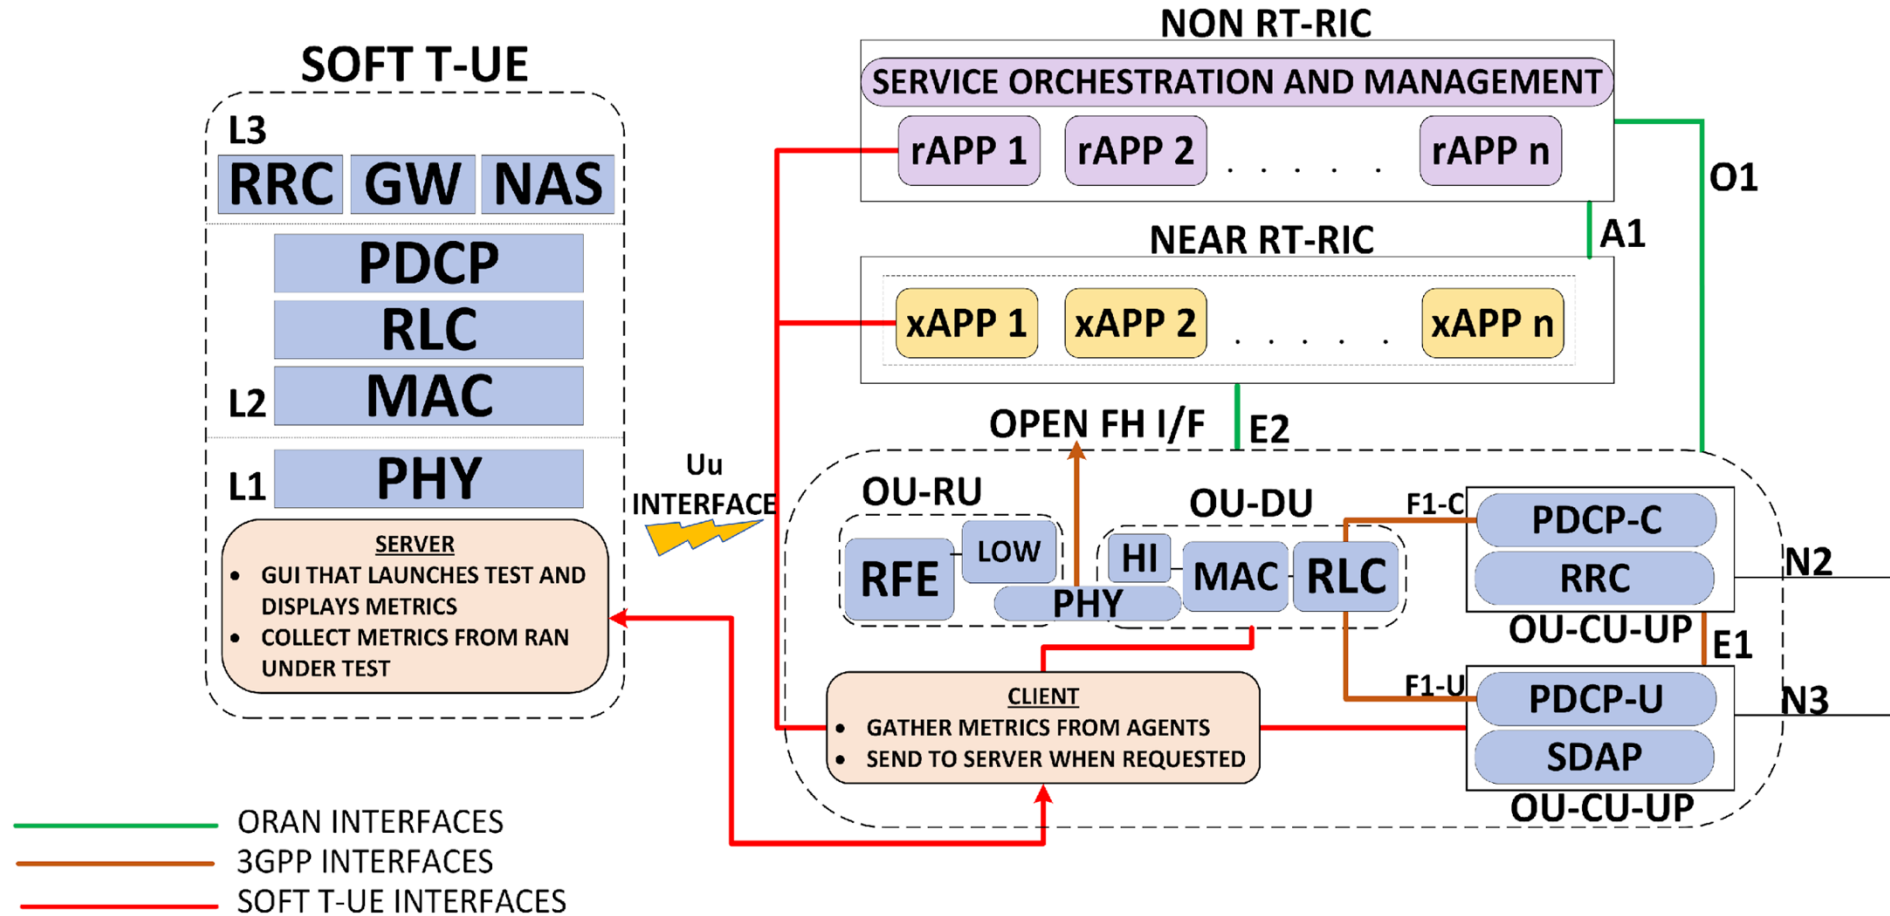 SOFT T-UE
L3
RRC
GW
NAS
PDCP
RLC
MAC
L2
PHY
L1
SERVER
• GUI THAT LAUNCHES TEST AND
DISPLAYS METRICS
• COLLECT METRICS FROM RAN
UNDER TEST
Uu
INTERFACE
NON RT-RIC
SERVICE ORCHESTRATION AND MANAGEMENT
rAPP 1
rAPP 2
. . . . .
rAPP n
O1
A1
NEAR RT-RIC
xAPP 1
xAPP 2
. . . . .
xAPP n
OPEN FH I/F
E2
OU-RU
RFE
LOW
PHY
OU-DU
HI
MAC
RLC
F1-C
PDCP-C
RRC
OU-CU-UP
N2
E1
F1-U
PDCP-U
SDAP
OU-CU-UP
N3
CLIENT
• GATHER METRICS FROM AGENTS
• SEND TO SERVER WHEN REQUESTED
ORAN INTERFACES
3GPP INTERFACES
SOFT T-UE INTERFACES